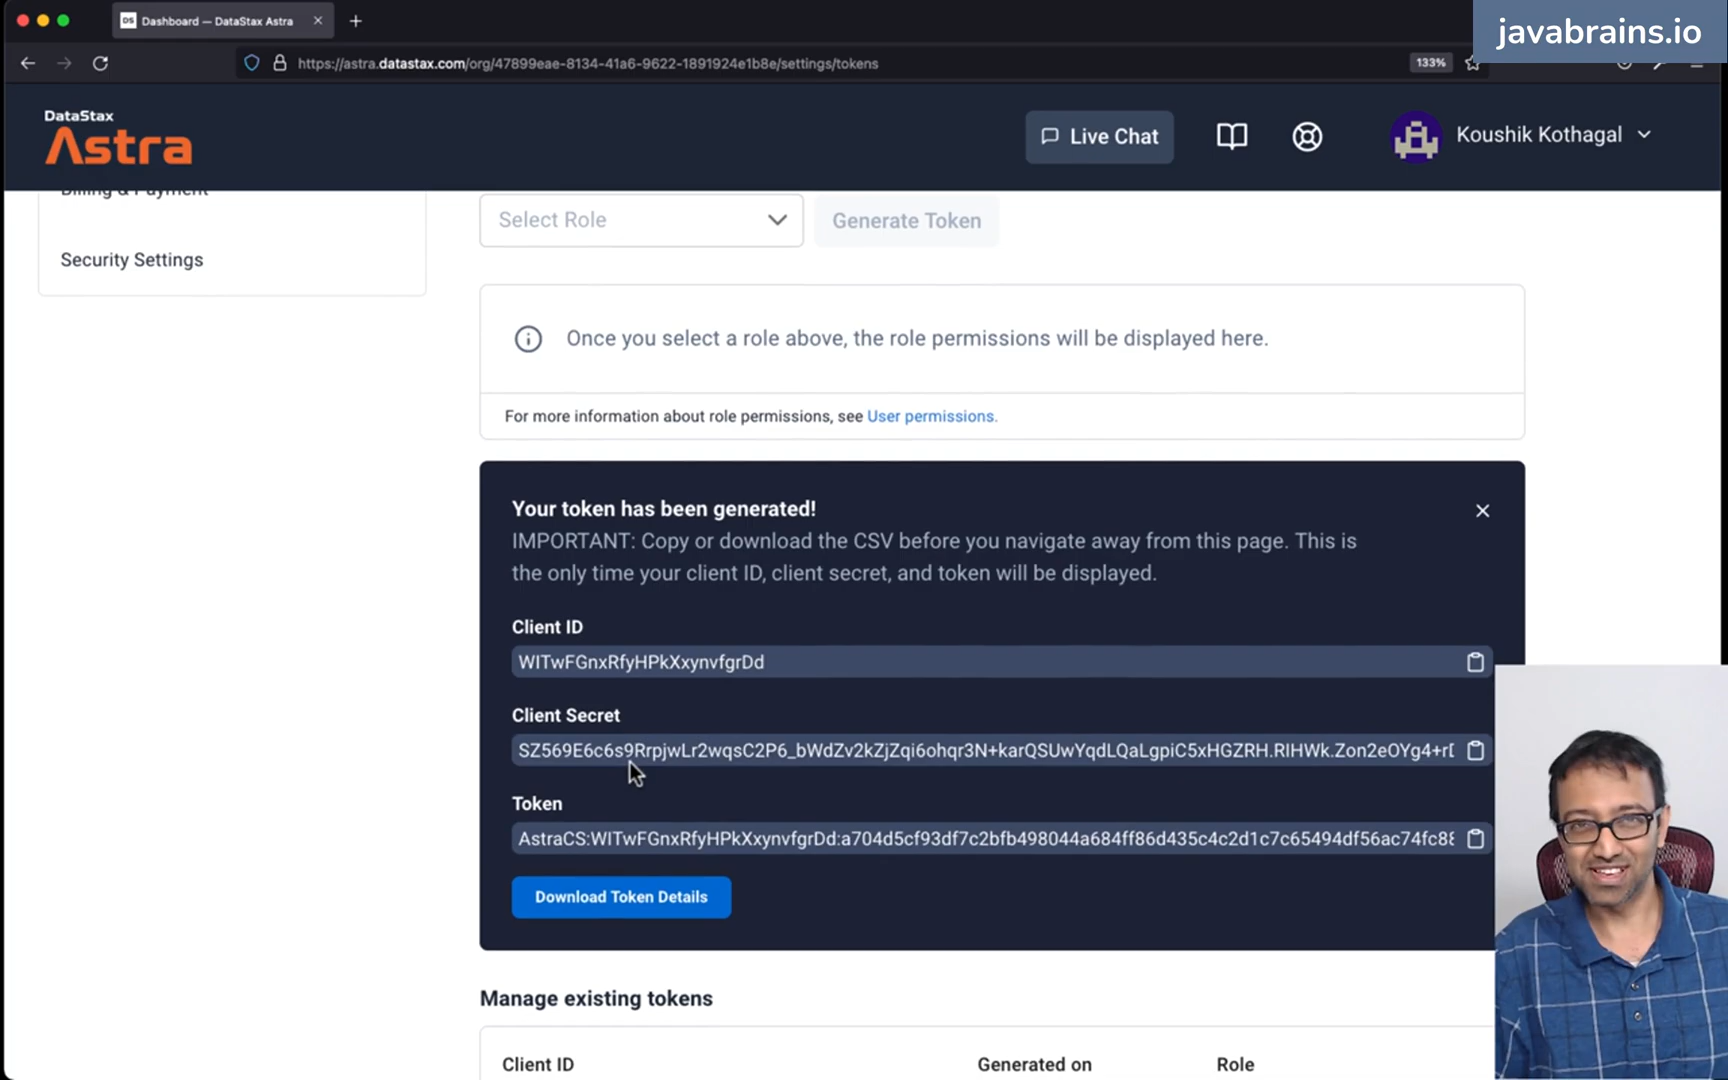 Dashboard — DataStax Astra
javabrains.io
https://astra.datastax.com/org/47899eae-8134-41a6-9622-1891924e1b8e/settings/tokens
133%
DataStax
Astra
Live Chat
Koushik Kothagal
Billing & Payment
Security Settings
Select Role
Generate Token
Once you select a role above, the role permissions will be displayed here.
For more information about role permissions, see User permissions.
Your token has been generated!
IMPORTANT: Copy or download the CSV before you navigate away from this page. This is
the only time your client ID, client secret, and token will be displayed.
Client ID
WITwFGnxRfyHPkXxynvfgrDd
Client Secret
SZ569E6c6s9RrpjwLr2wqsC2P6_bWdZv2kZjZqi6ohqr3N+karQSUwYqdLQaLgpiC5xHGZRH.RIHWk.Zon2eOYg4+r
Token
AstraCS:WITwFGnxRfyHPkXxynvfgrDd:a704d5cf93df7c2bfb498044a684ff86d435c4c2d1c7c65494df56ac74fc8
Download Token Details
Manage existing tokens
Client ID
Generated on
Role